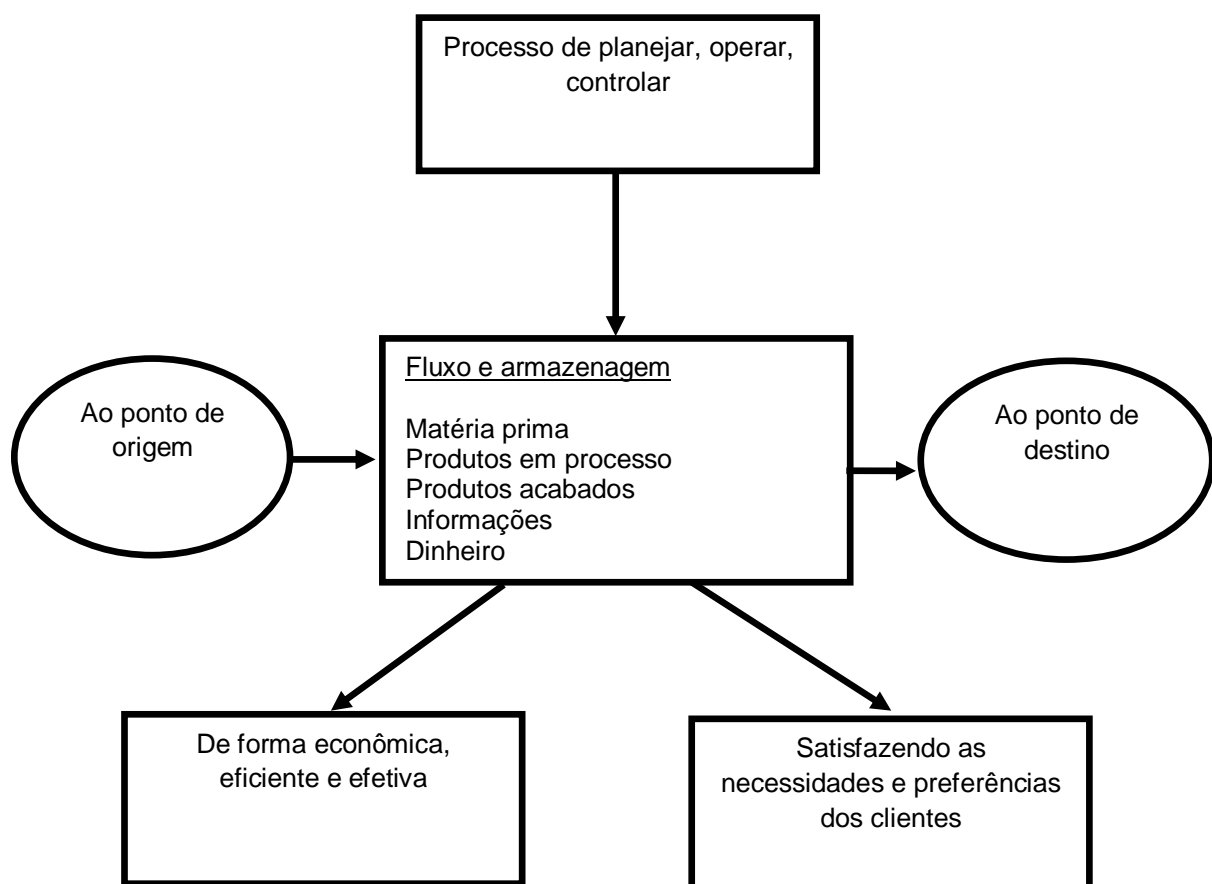 Processo de planejar, operar,
controlar
Fluxo e armazenagem
Matéria prima
Produtos em processo
Produtos acabados
Informações
Dinheiro
Ao ponto de
origem
Ao ponto de
destino
De forma econômica,
eficiente e efetiva
Satisfazendo as
necessidades e preferências
dos clientes